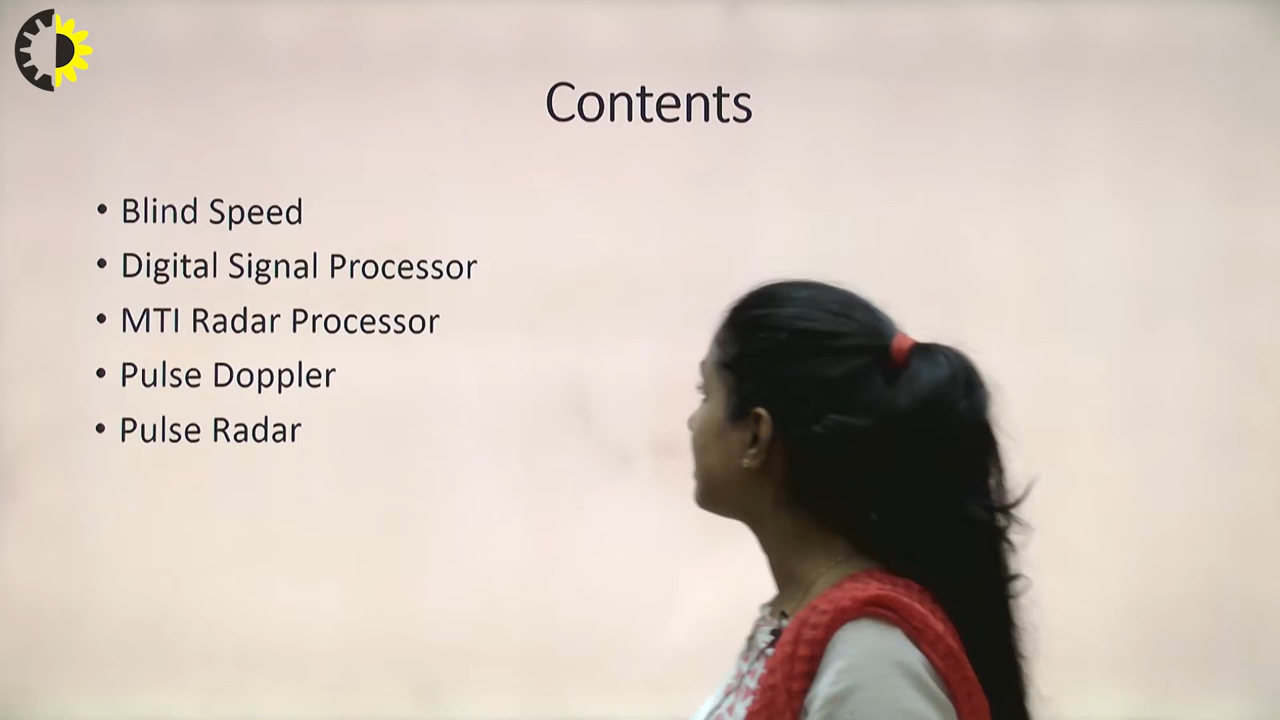 Contents
• Blind Speed
• Digital Signal Processor
• MTI Radar Processor
• Pulse Doppler
• Pulse Radar